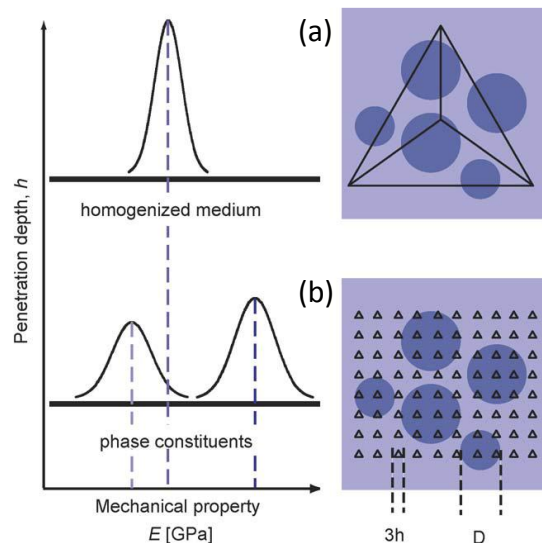 (a)
Penetration depth, h
homogenized medium
(b)
phase constituents
Mechanical property
E [GPa]
3h
D